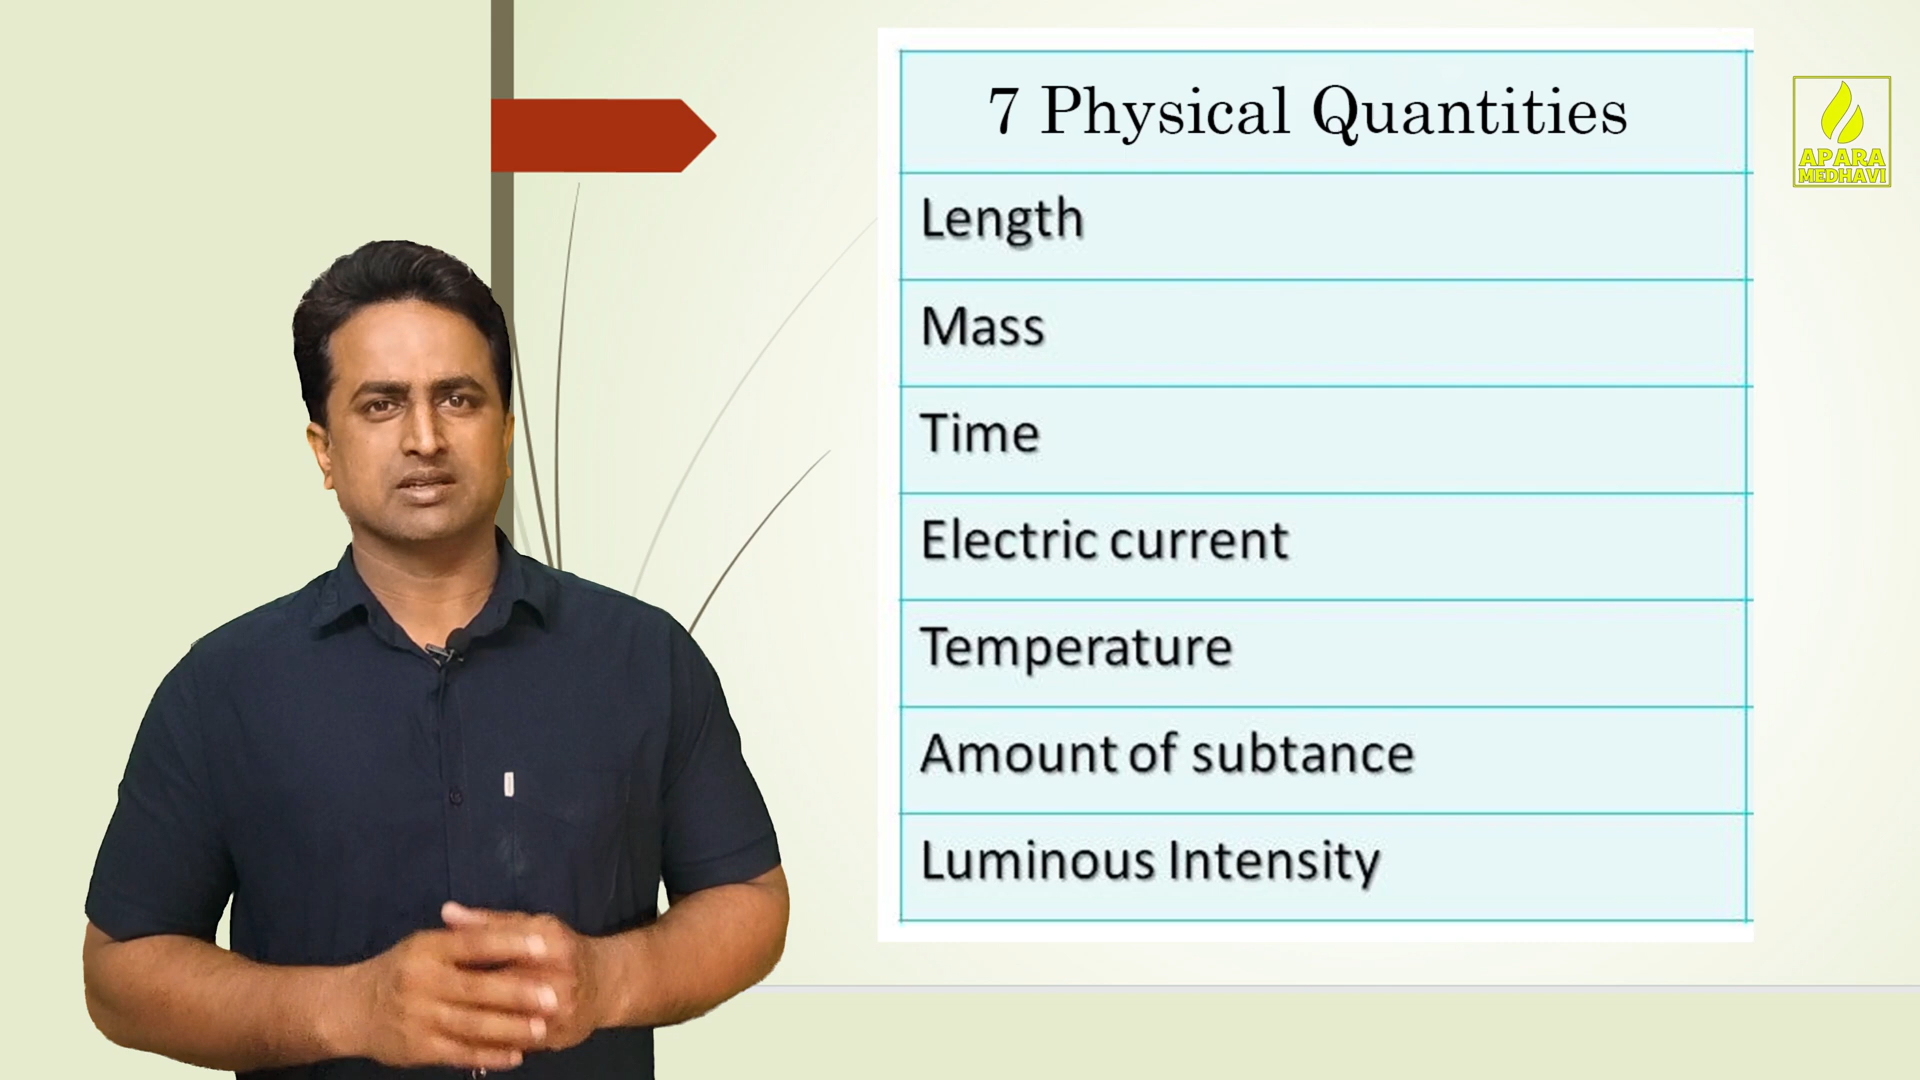 7 Physical Quantities
Length
Mass
Time
Electric current
Temperature
Amount of subtance
Luminous Intensity
APARA
MEDHAVI